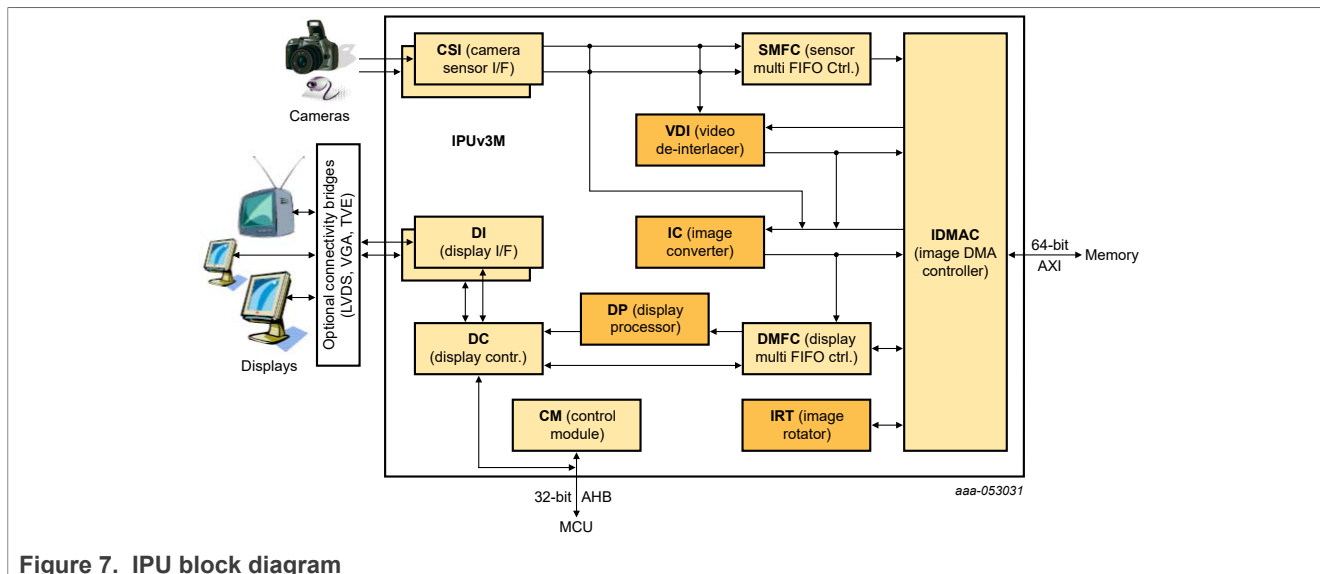 CSI (camera
sensor I/F)
SMFC (sensor
multi FIFO Ctrl.)
Cameras
IPUv3M
VDI (video
de-interlacer)
Optional connectivity bridges
(LVDS, VGA, TVE)
DI
(display I/F)
IC (image
converter)
IDMAC
(image DMA
controller)
64-bit
AXI
Memory
DP (display
processor)
DC
(display contr.)
DMFC (display
multi FIFO ctrl.)
Displays
CM (control
module)
IRT (image
rotator)
32-bit AHB
MCU
aaa-053031
Figure 7. IPU block diagram